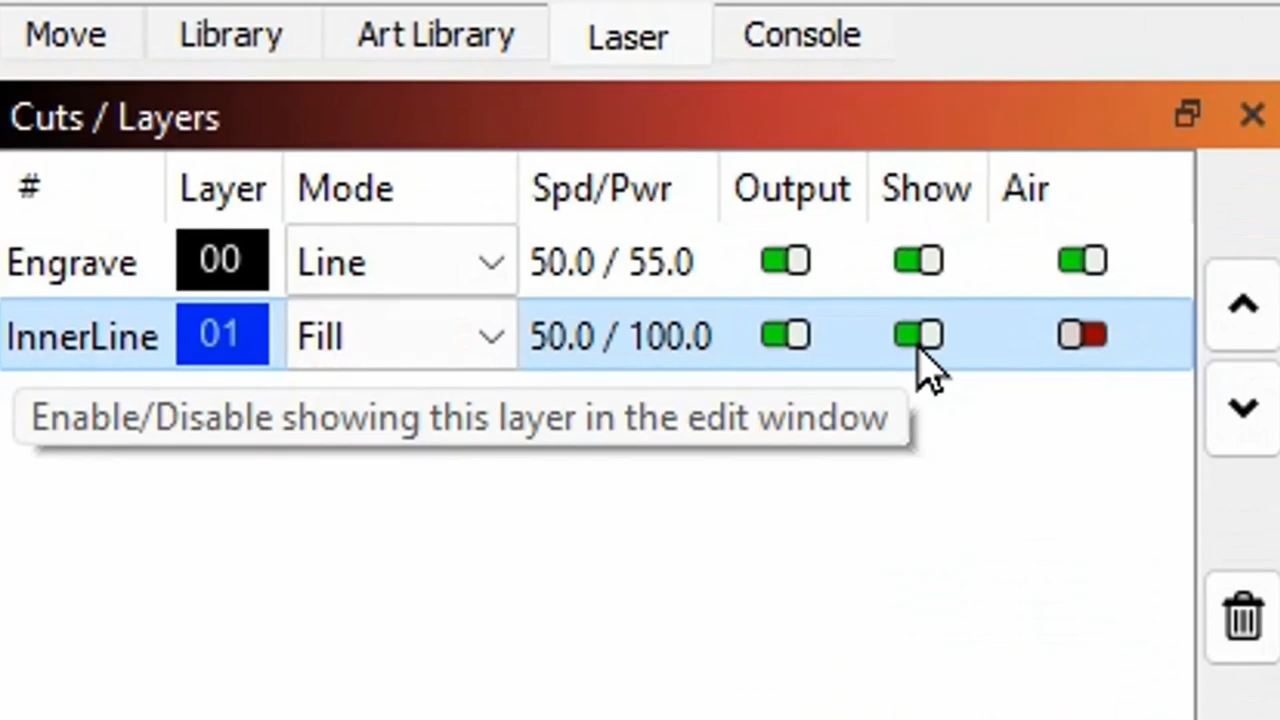 Move Library Art Library Laser Console
Cuts / Layers
# Layer Mode Spd/Pwr Output Show Air
Engrave 00 Line 50.0 / 55.0
InnerLine 01 Fill 50.0 / 100.0
Enable/Disable showing this layer in the edit window